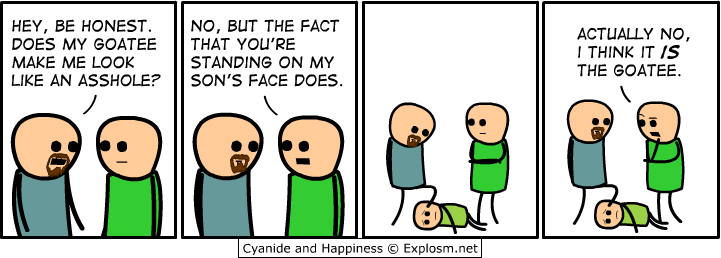 HEY, BE HONEST.
DOES MY GOATEE
MAKE ME LOOK
LIKE AN ASSHOLE?
NO, BUT THE FACT
THAT YOU'RE
STANDING ON MY
SON'S FACE DOES.
ACTUALLY NO,
I THINK IT IS
THE GOATEE.
Cyanide and Happiness © Explosm.net